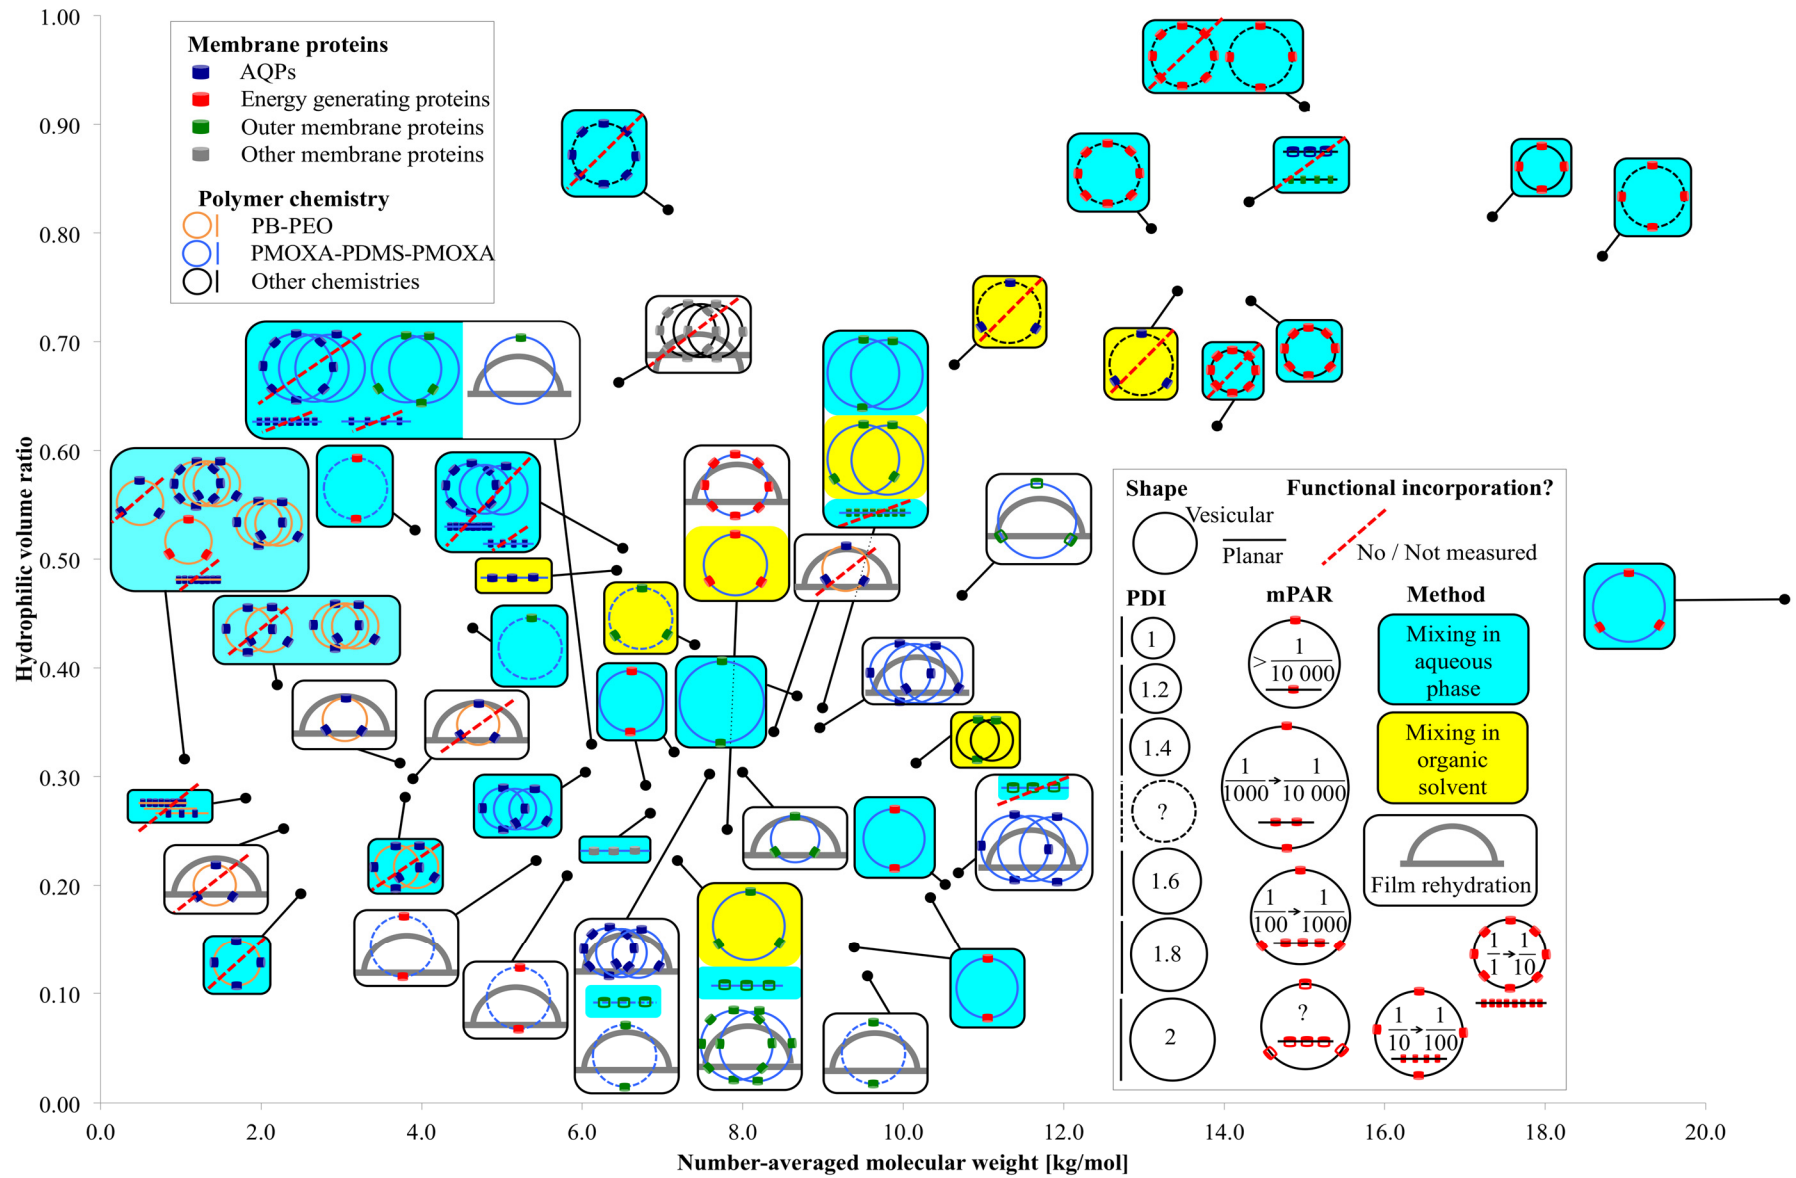 1.00
0.90
0.80
0.70
0.60
0.50
0.40
0.30
0.20
0.10
0.00
Hydrophilic volume ratio
0.0
2.0
4.0
6.0
8.0
10.0
12.0
14.0
16.0
18.0
20.0
Number-averaged molecular weight [kg/mol]
Membrane proteins
AQPs
Energy generating proteins
Outer membrane proteins
Other membrane proteins
Polymer chemistry
PB-PEO
PMOXA-PDMS-PMOXA
Other chemistries
Shape
Vesicular
Planar
Functional incorporation?
No / Not measured
PDI
1
1.2
1.4
?
1.6
1.8
2
mPAR
> 1/10 000
1/1000 → 1/10 000
1/100 → 1/1000
?
1/10 → 1/100
1/1 → 1/10
Method
Mixing in
aqueous
phase
Mixing in
organic
solvent
Film rehydration